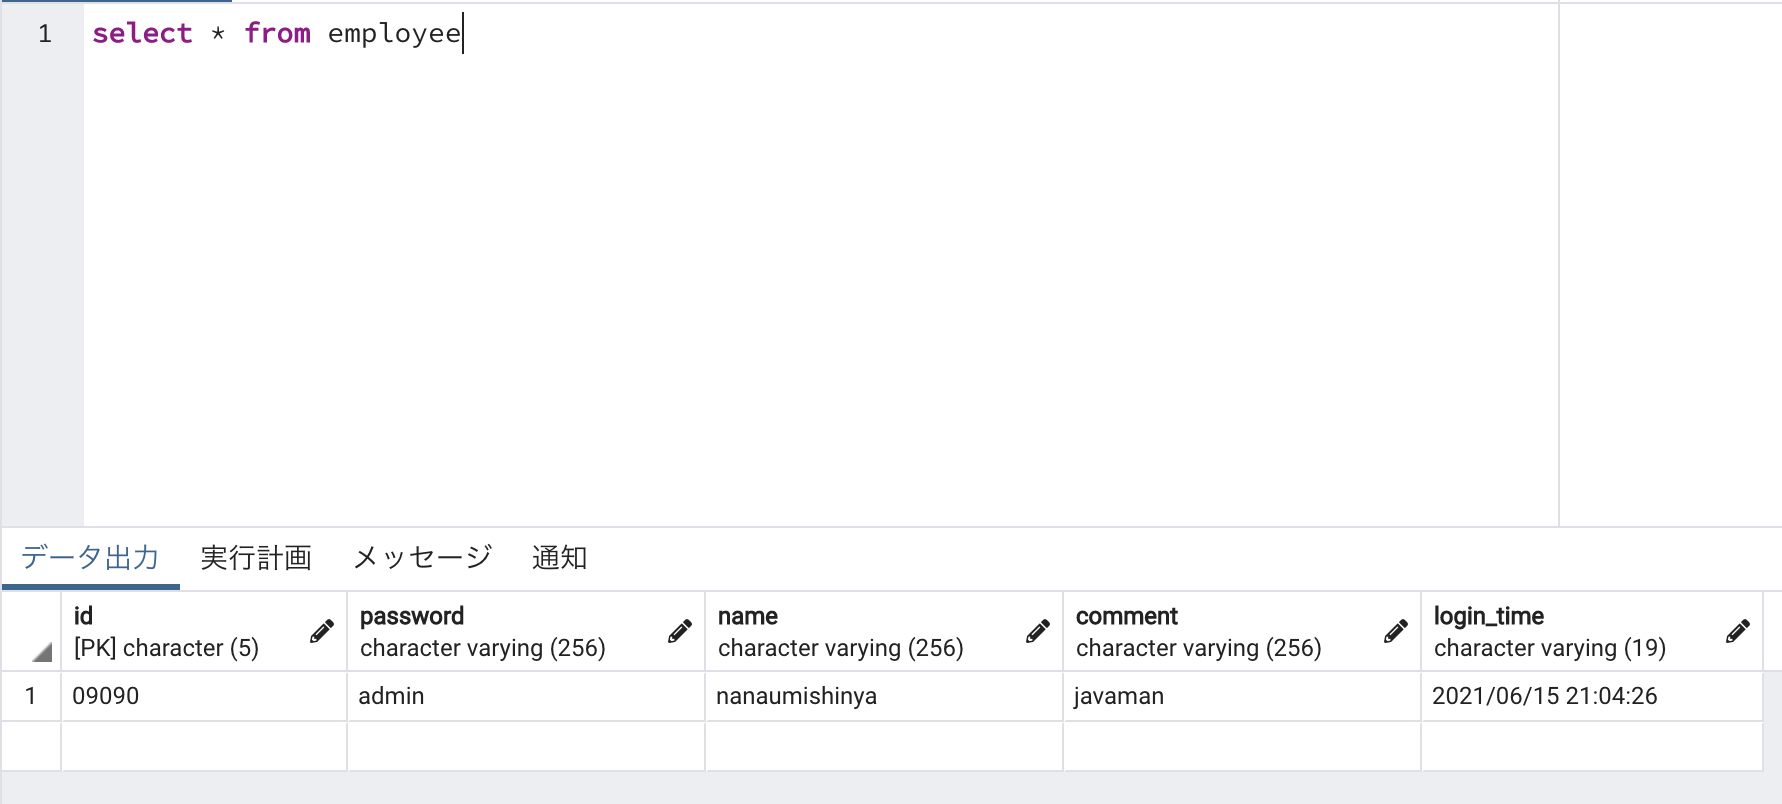 1 select * from employee
データ出力 実行計画 メッセージ 通知
id password name comment login_time
[PK] character (5) character varying (256) character varying (256) character varying (256) character varying (19)
1 09090 admin nanaumishinya javaman 2021/06/15 21:04:26